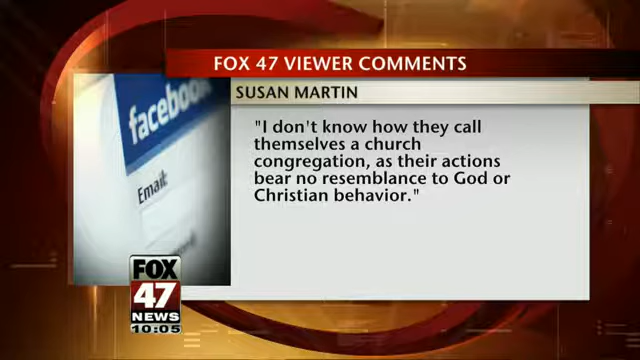 FOX 47 VIEWER COMMENTS
SUSAN MARTIN
facebook
Email:
"I don't know how they call
themselves a church
congregation, as their actions
bear no resemblance to God or
Christian behavior."
FOX
47
NEWS
10:05